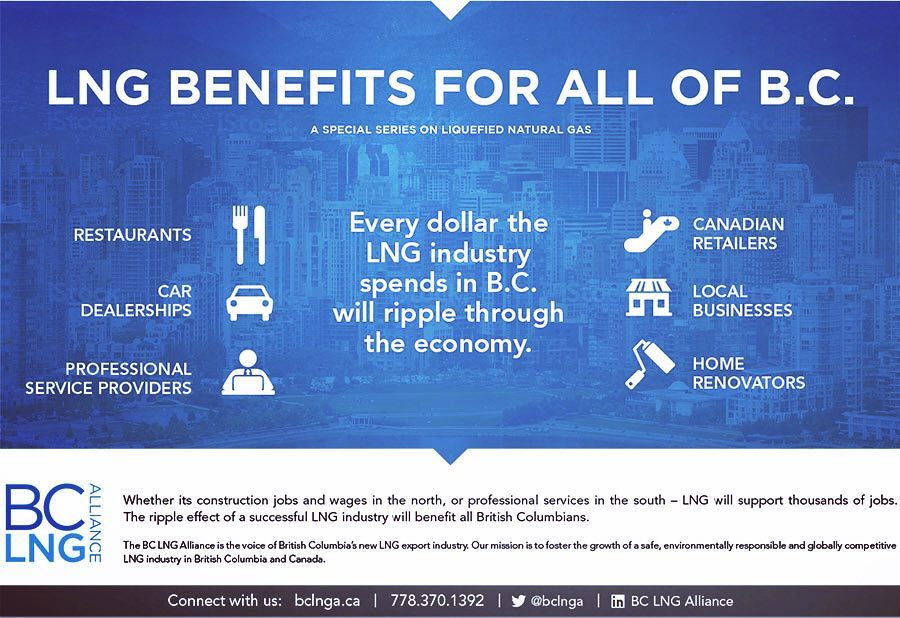 LNG BENEFITS FOR ALL OF B.C.
A SPECIAL SERIES ON LIQUEFIED NATURAL GAS
RESTAURANTS
CAR
DEALERSHIPS
PROFESSIONAL
SERVICE PROVIDERS
Every dollar the
LNG industry
spends in B.C.
will ripple through
the economy.
CANADIAN
RETAILERS
LOCAL
BUSINESSES
HOME
RENOVATORS
BC
LNG
ALLIANCE
Whether its construction jobs and wages in the north, or professional services in the south – LNG will support thousands of jobs.
The ripple effect of a successful LNG industry will benefit all British Columbians.
The BC LNG Alliance is the voice of British Columbia's new LNG export industry. Our mission is to foster the growth of a safe, environmentally responsible and globally competitive
LNG industry in British Columbia and Canada.
Connect with us: bclnga.ca | 778.370.1392 | @bclnga | in BC LNG Alliance